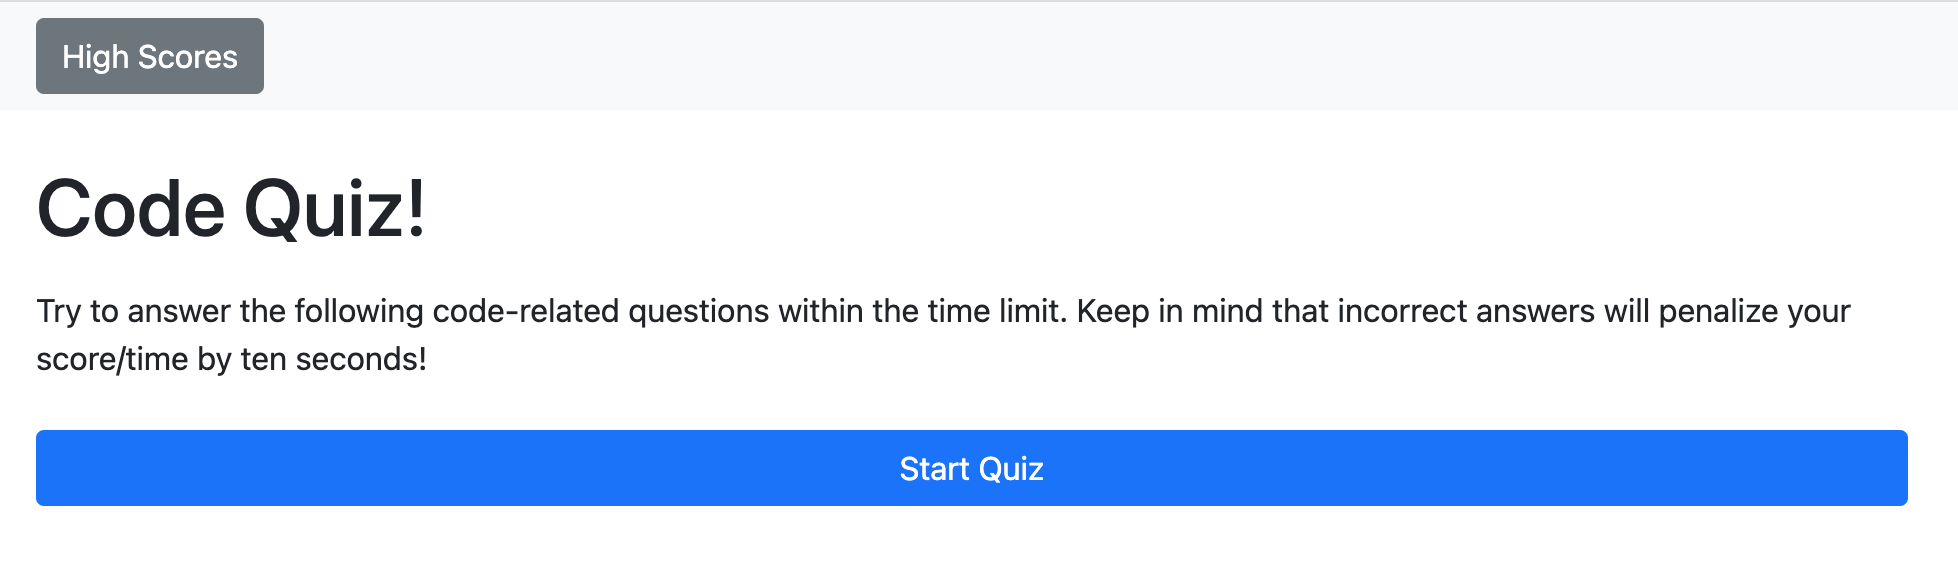 High Scores
Code Quiz!
Try to answer the following code-related questions within the time limit. Keep in mind that incorrect answers will penalize your
score/time by ten seconds!
Start Quiz